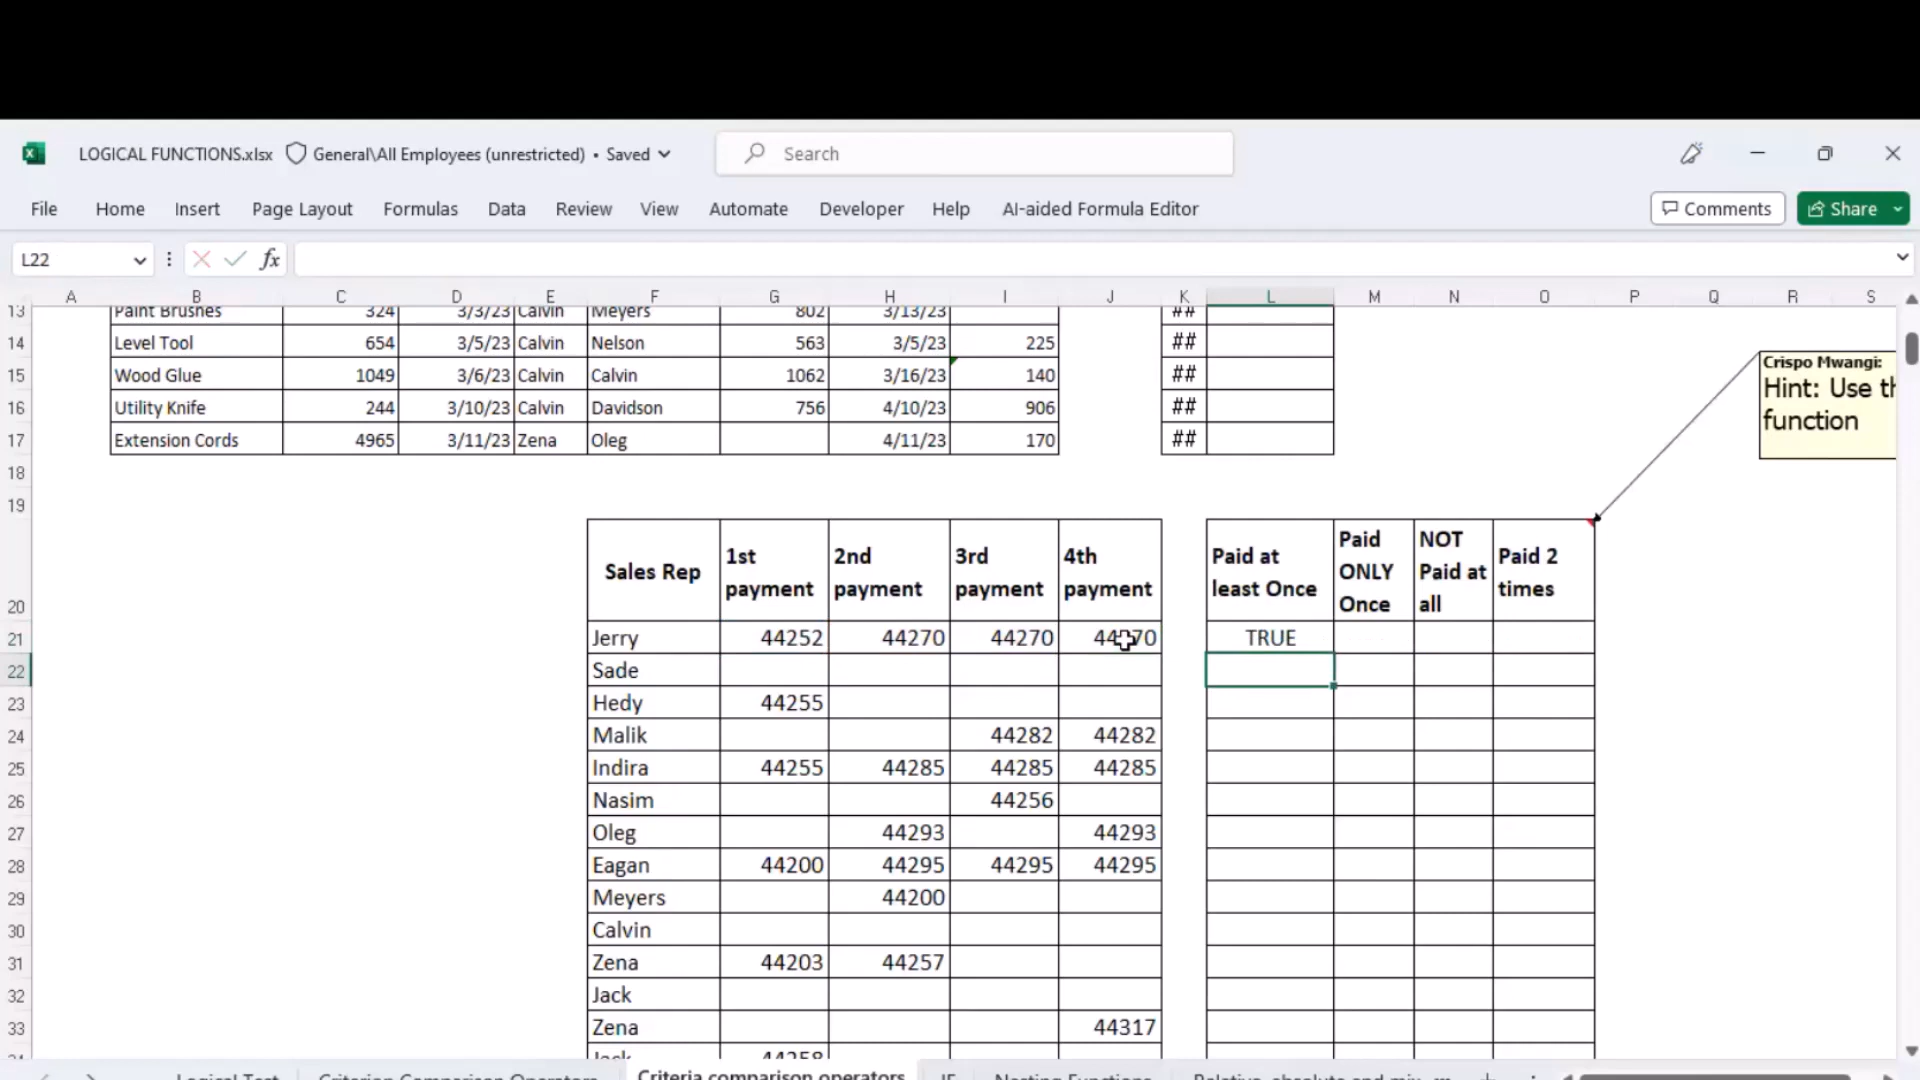 LOGICAL FUNCTIONS.xlsx General\All Employees (unrestricted) • Saved Search
File Home Insert Page Layout Formulas Data Review View Automate Developer Help AI-aided Formula Editor Comments Share
L22 fx
A B C D E F G H I J K L M N O P Q R S
13 Paint Brushes 324 3/3/23 Calvin Meyers 802 3/13/23 ##
14 Level Tool 654 3/5/23 Calvin Nelson 563 3/5/23 225 ##
15 Wood Glue 1049 3/6/23 Calvin Calvin 1062 3/16/23 140 ##
16 Utility Knife 244 3/10/23 Calvin Davidson 756 4/10/23 906 ##
17 Extension Cords 4965 3/11/23 Zena Oleg 4/11/23 170 ##
Crispo Mwangi:
Hint: Use th
function
18
19
20 Sales Rep 1st payment 2nd payment 3rd payment 4th payment Paid at least Once Paid ONLY Once NOT Paid at all Paid 2 times
21 Jerry 44252 44270 44270 44270 TRUE
22 Sade
23 Hedy 44255
24 Malik 44282 44282
25 Indira 44255 44285 44285 44285
26 Nasim 44256
27 Oleg 44293 44293
28 Eagan 44200 44295 44295 44295
29 Meyers 44200
30 Calvin
31 Zena 44203 44257
32 Jack
33 Zena 44317
Jack 44258
Logical Test Criterion Comparison Operators Criteria comparison operators IF Nesting Functions Relative, absolute and mix